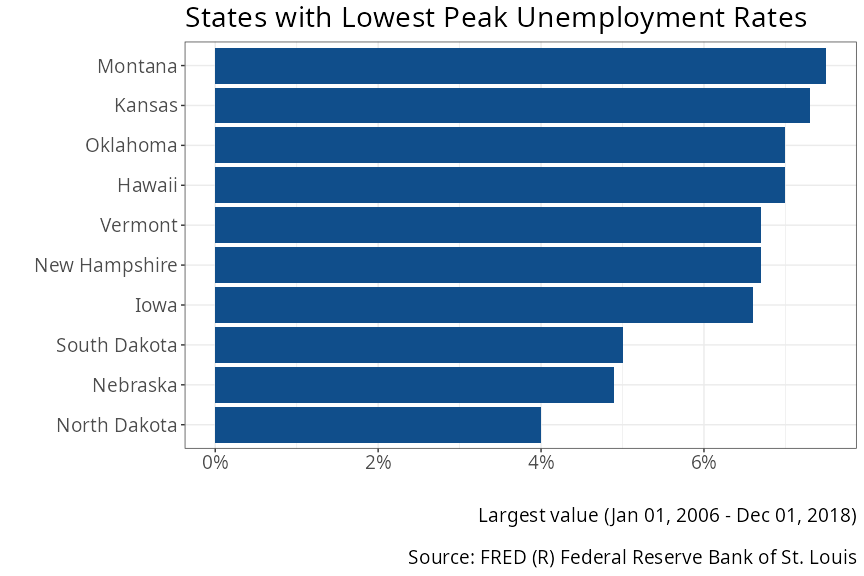 States with Lowest Peak Unemployment Rates
Montana
Kansas
Oklahoma
Hawaii
Vermont
New Hampshire
Iowa
South Dakota
Nebraska
North Dakota
0% 2% 4% 6%
Largest value (Jan 01, 2006 - Dec 01, 2018)
Source: FRED (R) Federal Reserve Bank of St. Louis